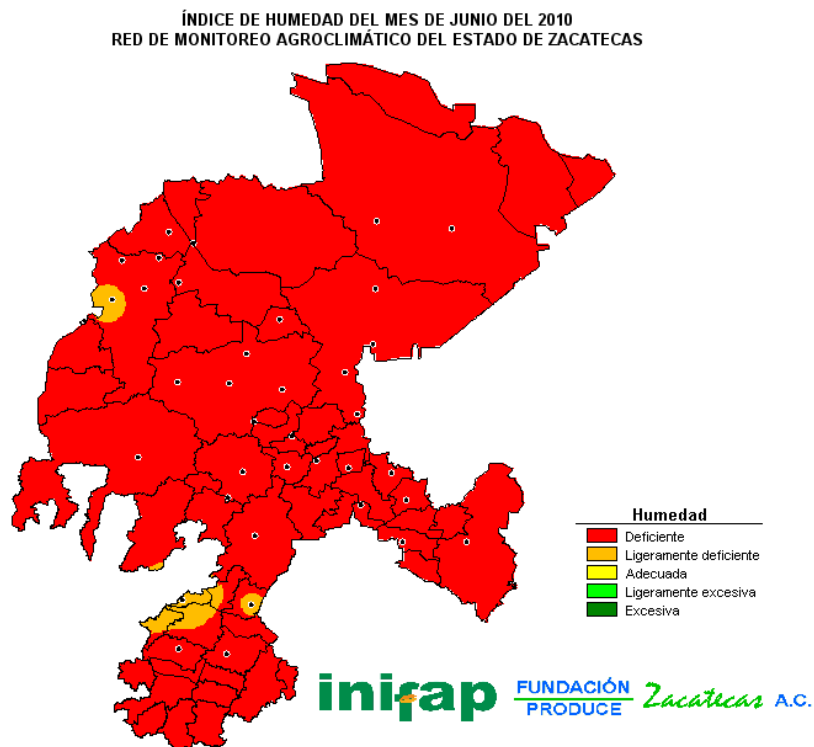 ÍNDICE DE HUMEDAD DEL MES DE JUNIO DEL 2010
RED DE MONITOREO AGROCLIMÁTICO DEL ESTADO DE ZACATECAS
Humedad
Deficiente
Ligeramente deficiente
Adecuada
Ligeramente excesiva
Excesiva
inifap
FUNDACIÓN
PRODUCE
Zacatecas A.C.